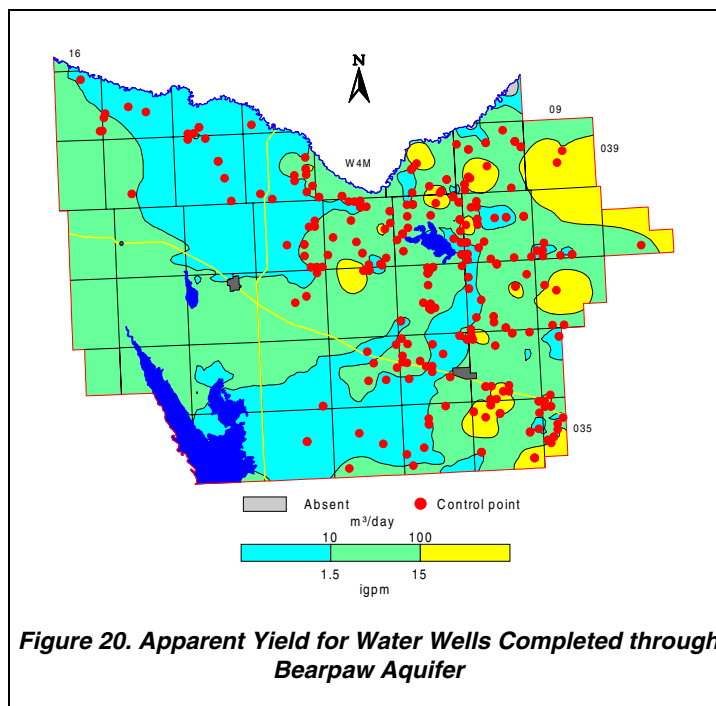 16
N
09
039
W4M
035
Absent
Control point
m³/day
10 100
1.5 15
igpm
Figure 20. Apparent Yield for Water Wells Completed through
Bearpaw Aquifer